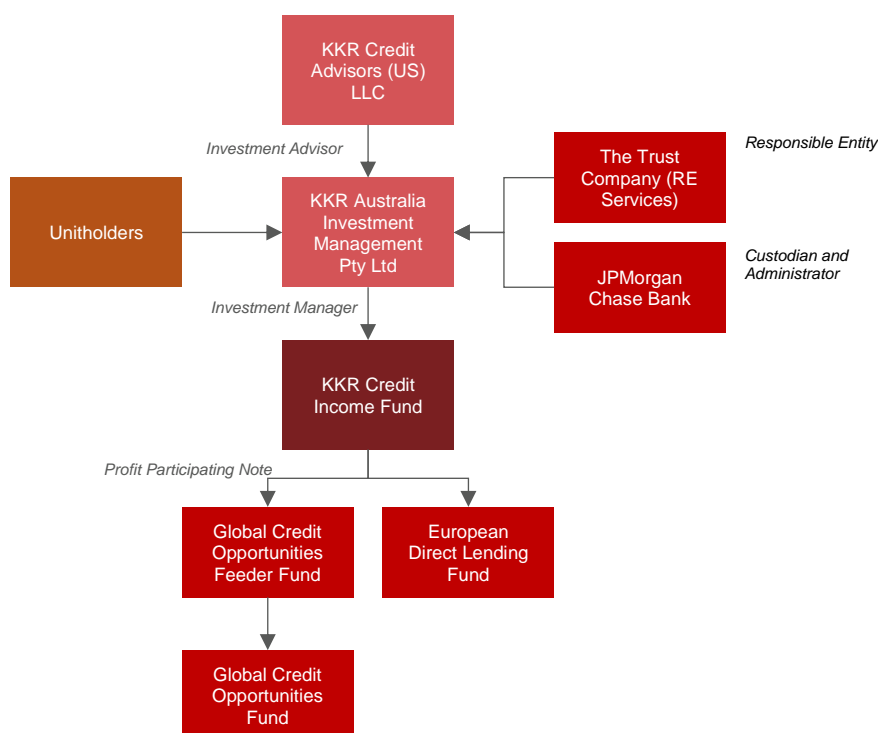 KKR Credit
Advisors (US)
LLC
Investment Advisor
Responsible Entity
The Trust
Company (RE
Services)
Unitholders
KKR Australia
Investment
Management
Pty Ltd
Custodian and
Administrator
JPMorgan
Chase Bank
Investment Manager
KKR Credit
Income Fund
Profit Participating Note
Global Credit
Opportunities
Feeder Fund
European
Direct Lending
Fund
Global Credit
Opportunities
Fund